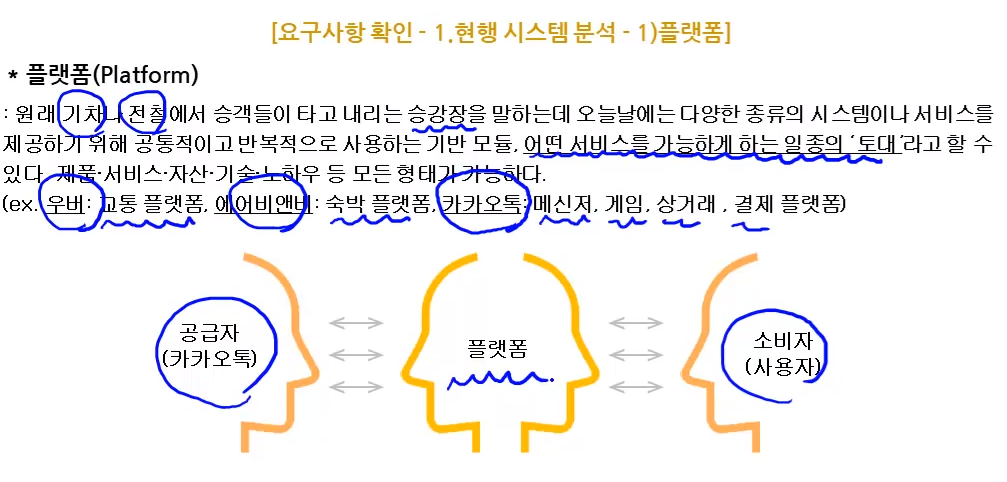 [요구사항 확인 - 1.현행 시스템 분석 - 1)플랫폼]
* 플랫폼(Platform)
: 원래 기차나 전철에서 승객들이 타고 내리는 승강장을 말하는데 오늘날에는 다양한 종류의 시스템이나 서비스를
제공하기 위해 공통적이고 반복적으로 사용하는 기반 모듈, 어떤 서비스를 가능하게 하는 일종의 ‘토대’라고 할 수
있다. 제품·서비스·자산·기술·노하우 등 모든 형태가 가능하다.
(ex. 우버: 교통 플랫폼, 에어비앤비: 숙박 플랫폼, 카카오톡: 메신저, 게임, 상거래 , 결제 플랫폼)
공급자
(카카오톡)
플랫폼
소비자
(사용자)